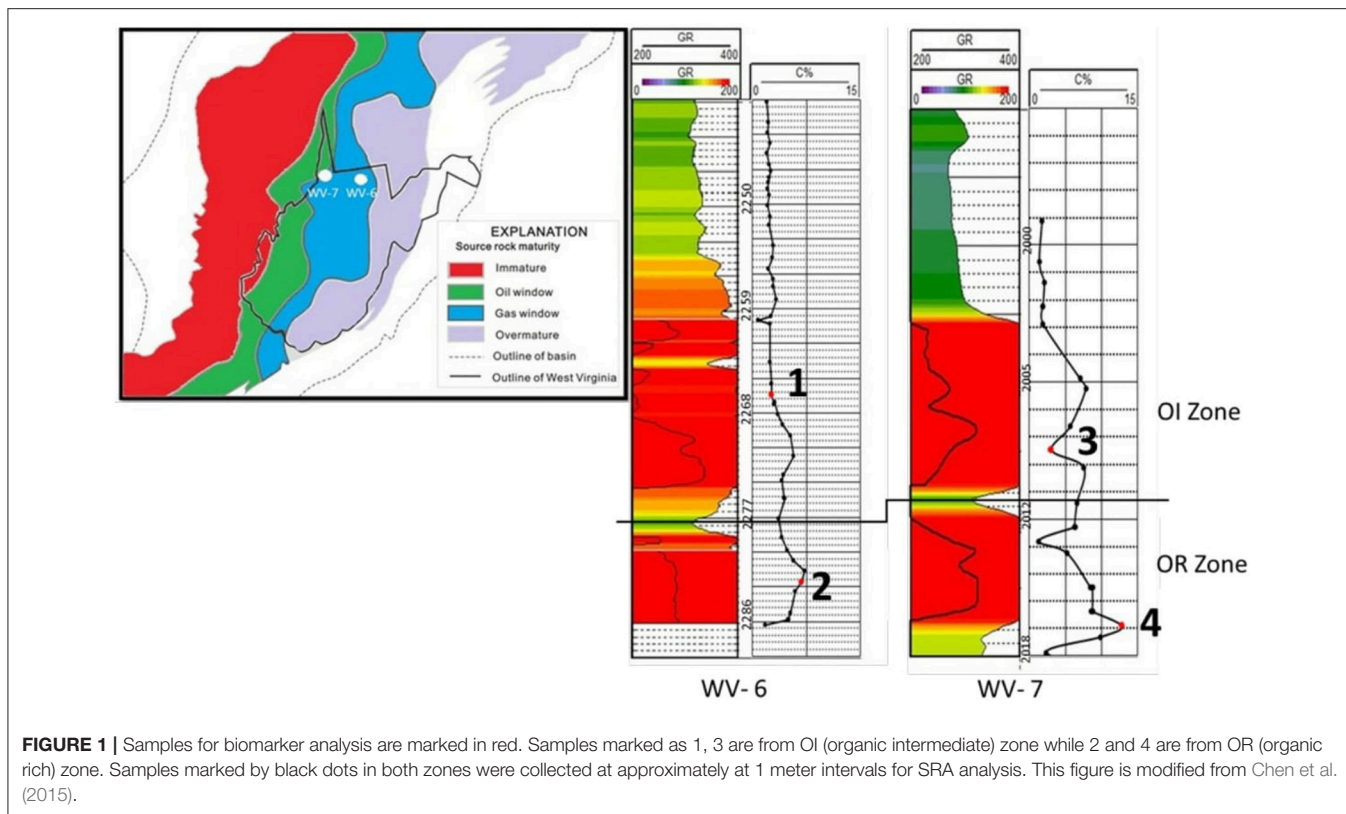 WV-7 WV-6
EXPLANATION
Source rock maturity
Immature
Oil window
Gas window
Overmature
Outline of basin
Outline of West Virginia
GR
200 400
GR
0 200
C%
0 15
2250
2259
2268
2277
2286
1
2
WV- 6
GR
200 400
GR
0 200
C%
0 15
2000
2005
2012
2018
3
4
OI Zone
OR Zone
WV- 7
FIGURE 1 | Samples for biomarker analysis are marked in red. Samples marked as 1, 3 are from OI (organic intermediate) zone while 2 and 4 are from OR (organic
rich) zone. Samples marked by black dots in both zones were collected at approximately at 1 meter intervals for SRA analysis. This figure is modified from Chen et al.
(2015).